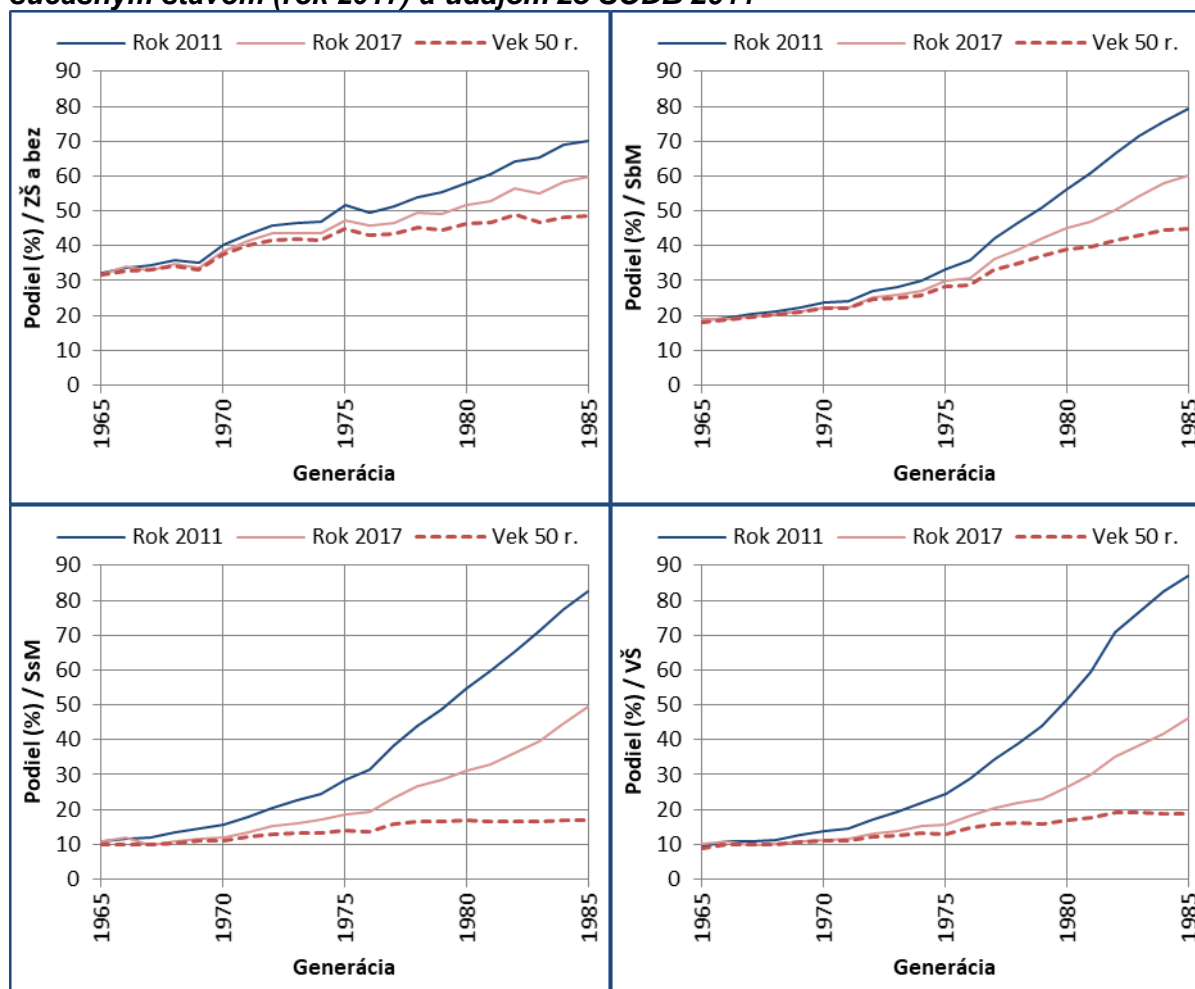 súčasným stavom (rok 2017) a údajom zo SODB 2011
Rok 2011 Rok 2017 Vek 50 r.
90
80
70
60
50
40
30
20
10
0
Podiel (%) / ZŠ a bez
1965 1970 1975 1980 1985
Generácia
Rok 2011 Rok 2017 Vek 50 r.
90
80
70
60
50
40
30
20
10
0
Podiel (%) / SbM
1965 1970 1975 1980 1985
Generácia
Rok 2011 Rok 2017 Vek 50 r.
90
80
70
60
50
40
30
20
10
0
Podiel (%) / SsM
1965 1970 1975 1980 1985
Generácia
Rok 2011 Rok 2017 Vek 50 r.
90
80
70
60
50
40
30
20
10
0
Podiel (%) / VŠ
1965 1970 1975 1980 1985
Generácia